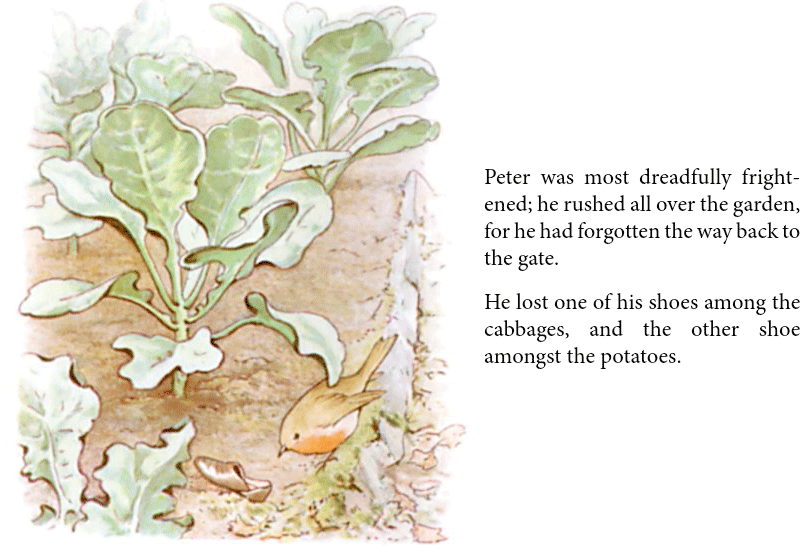 Peter was most dreadfully fright-
ened; he rushed all over the garden,
for he had forgotten the way back to
the gate.
He lost one of his shoes among the
cabbages, and the other shoe
amongst the potatoes.